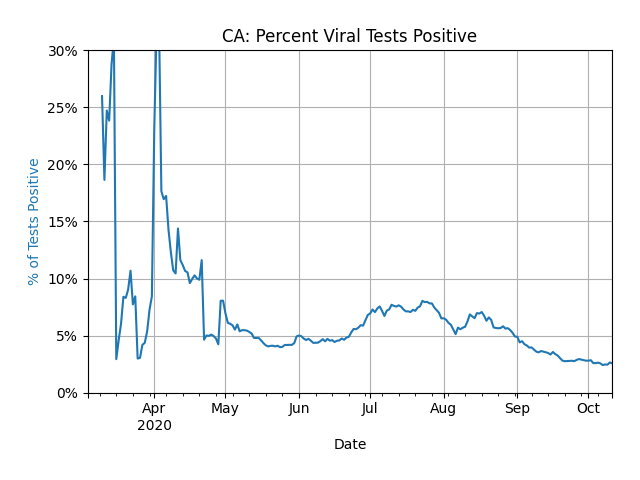 CA: Percent Viral Tests Positive
% of Tests Positive
30%
25%
20%
15%
10%
5%
0%
Apr
2020
May
Jun
Jul
Aug
Sep
Oct
Date